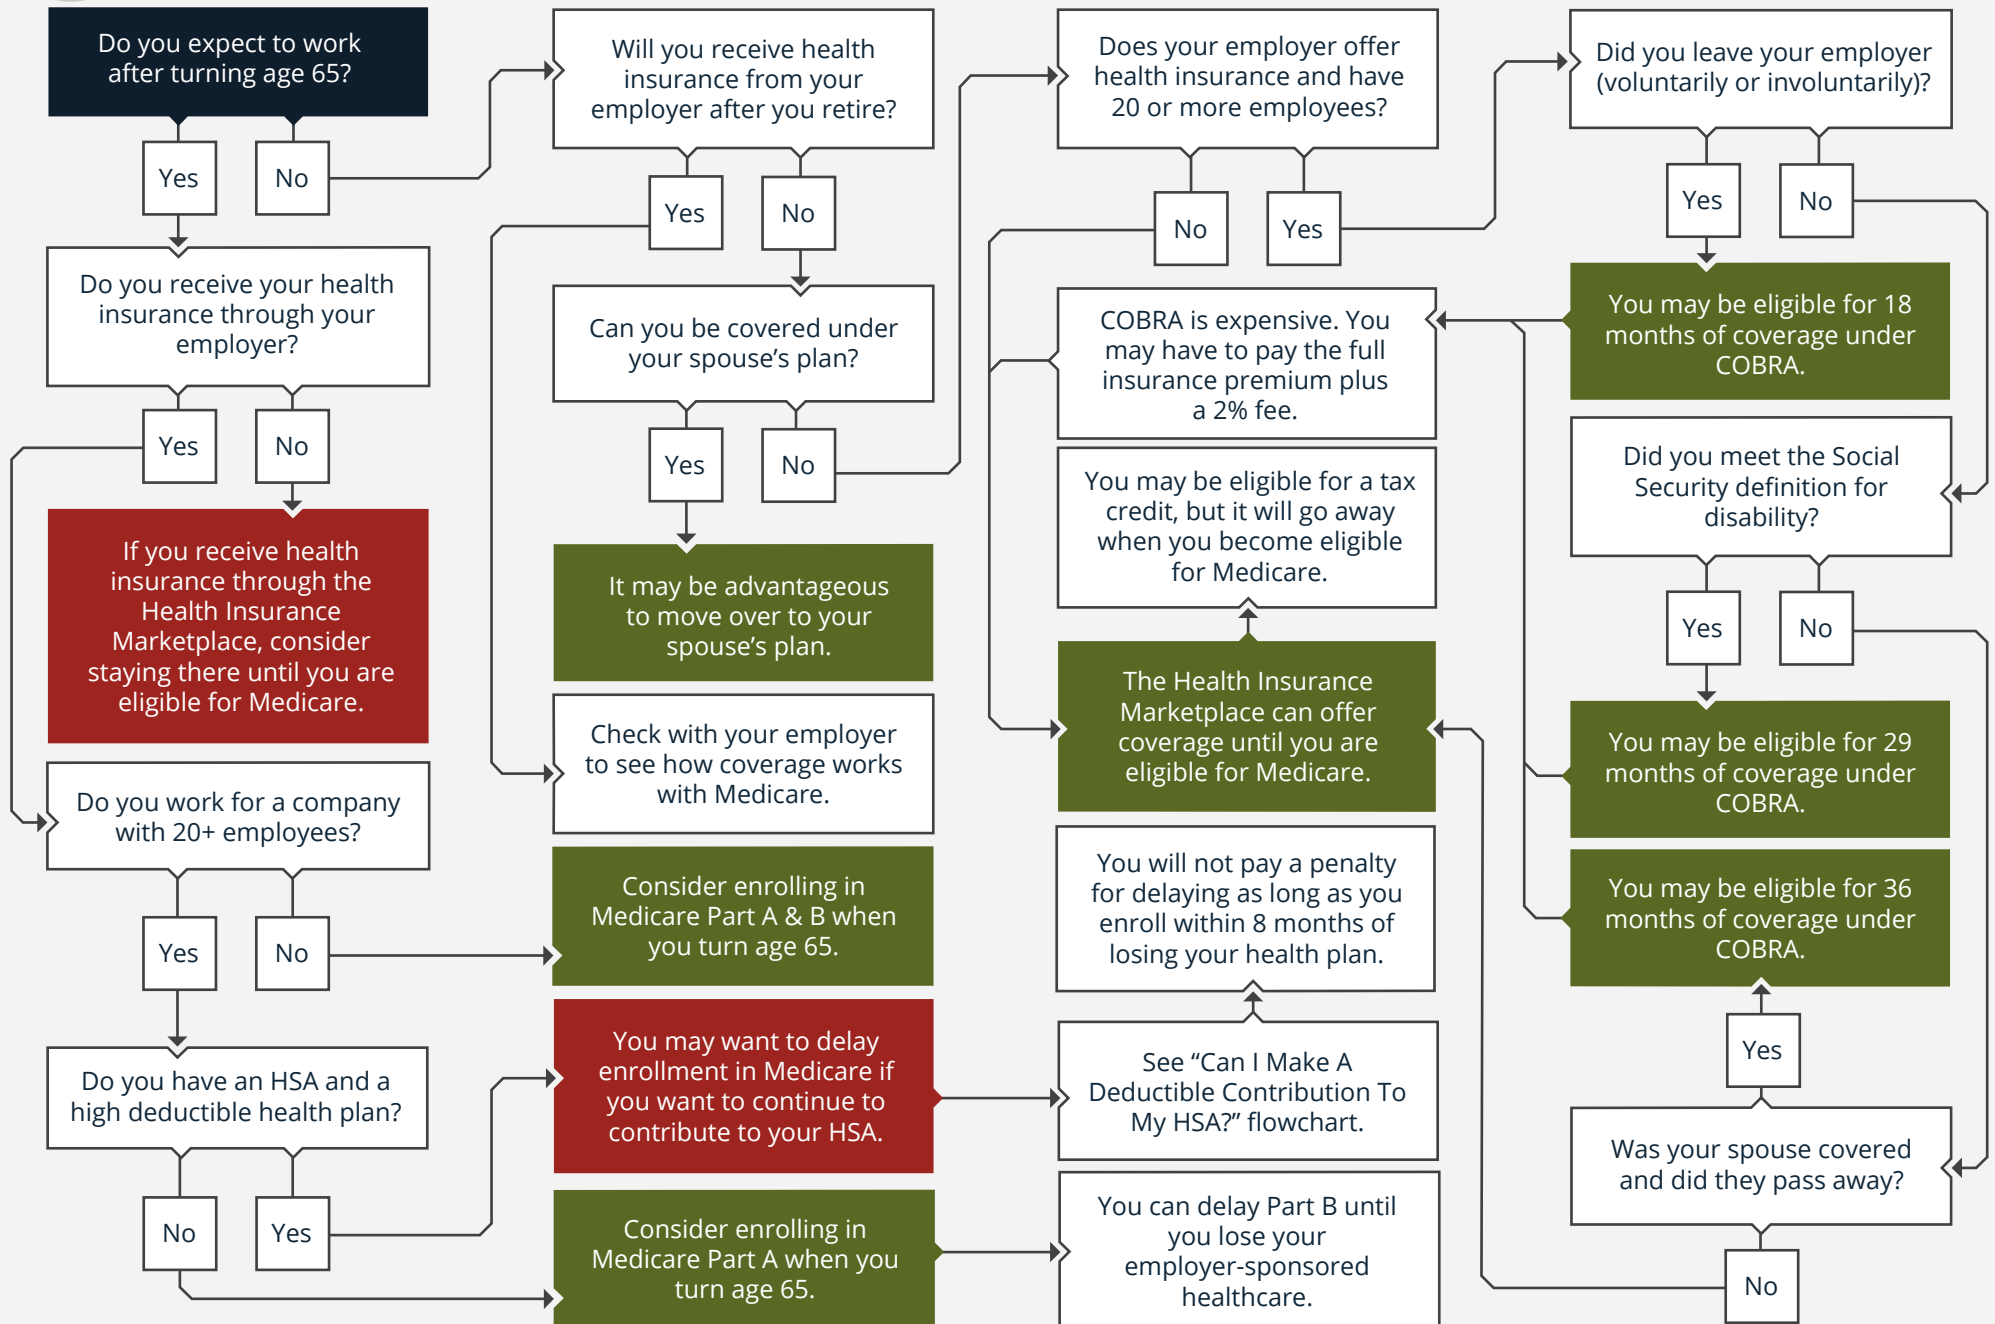 Do you expect to work
after turning age 65?
Yes
No
Do you receive your health
insurance through your
employer?
Yes
No
If you receive health
insurance through the
Health Insurance
Marketplace, consider
staying there until you are
eligible for Medicare.
Do you work for a company
with 20+ employees?
Yes
No
Do you have an HSA and a
high deductible health plan?
No
Yes
Will you receive health
insurance from your
employer after you retire?
Yes
No
Can you be covered under
your spouse’s plan?
Yes
No
It may be advantageous
to move over to your
spouse’s plan.
Check with your employer
to see how coverage works
with Medicare.
Consider enrolling in
Medicare Part A & B when
you turn age 65.
You may want to delay
enrollment in Medicare if
you want to continue to
contribute to your HSA.
Consider enrolling in
Medicare Part A when you
turn age 65.
Does your employer offer
health insurance and have
20 or more employees?
No
Yes
COBRA is expensive. You
may have to pay the full
insurance premium plus
a 2% fee.
You may be eligible for a tax
credit, but it will go away
when you become eligible
for Medicare.
The Health Insurance
Marketplace can offer
coverage until you are
eligible for Medicare.
You will not pay a penalty
for delaying as long as you
enroll within 8 months of
losing your health plan.
See “Can I Make A
Deductible Contribution To
My HSA?” flowchart.
You can delay Part B until
you lose your
employer-sponsored
healthcare.
Did you leave your employer
(voluntarily or involuntarily)?
Yes
No
You may be eligible for 18
months of coverage under
COBRA.
Did you meet the Social
Security definition for
disability?
Yes
No
You may be eligible for 29
months of coverage under
COBRA.
You may be eligible for 36
months of coverage under
COBRA.
Yes
Was your spouse covered
and did they pass away?
No